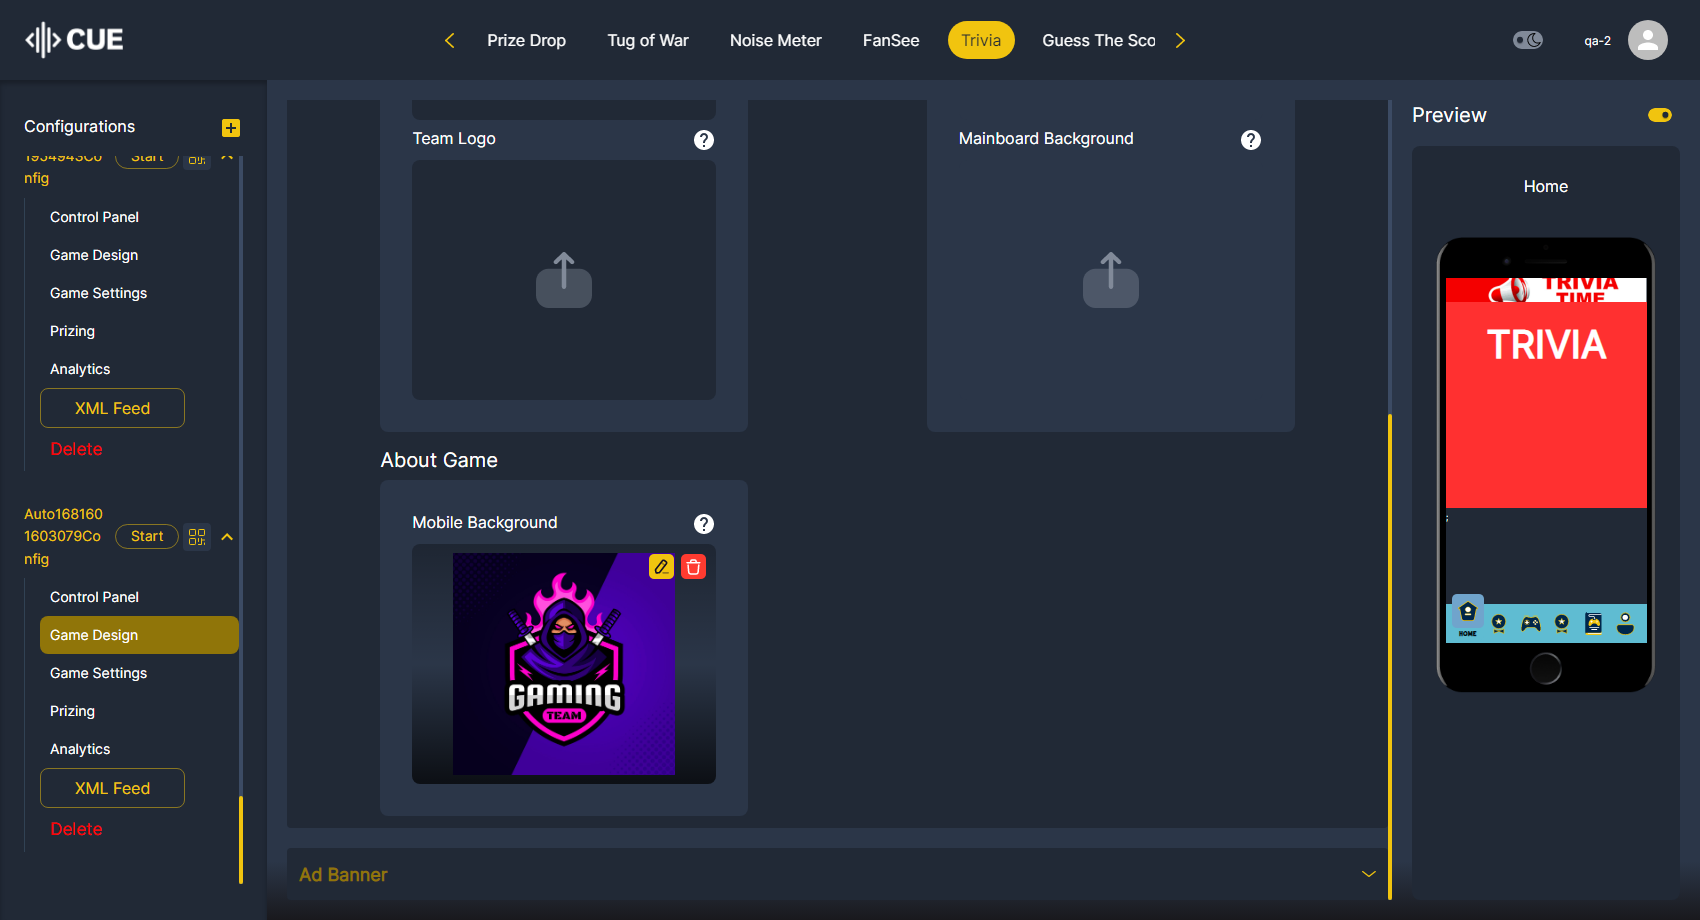 CUE
Prize Drop
Tug of War
Noise Meter
FanSee
Trivia
Guess The Sco
qa-2
Configurations
1954943Co
nfig
Start
Control Panel
Game Design
Game Settings
Prizing
Analytics
XML Feed
Delete
Auto168160
1603079Co
nfig
Start
Control Panel
Game Design
Game Settings
Prizing
Analytics
XML Feed
Delete
Team Logo
?
Mainboard Background
?
About Game
Mobile Background
?
GAMING
TEAM
Ad Banner
Preview
Home
TRIVIA
TIME
TRIVIA
HOME